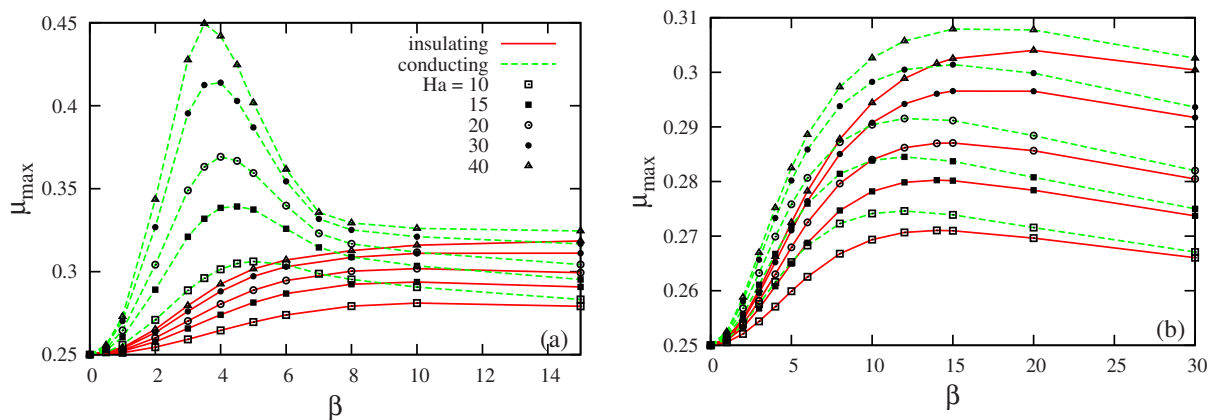 0.45
0.4
0.35
0.3
0.25
μmax
0 2 4 6 8 10 12 14
β
insulating
conducting
Ha = 10
15
20
30
40
(a)
0.31
0.3
0.29
0.28
0.27
0.26
0.25
μmax
0 5 10 15 20 25 30
β
(b)